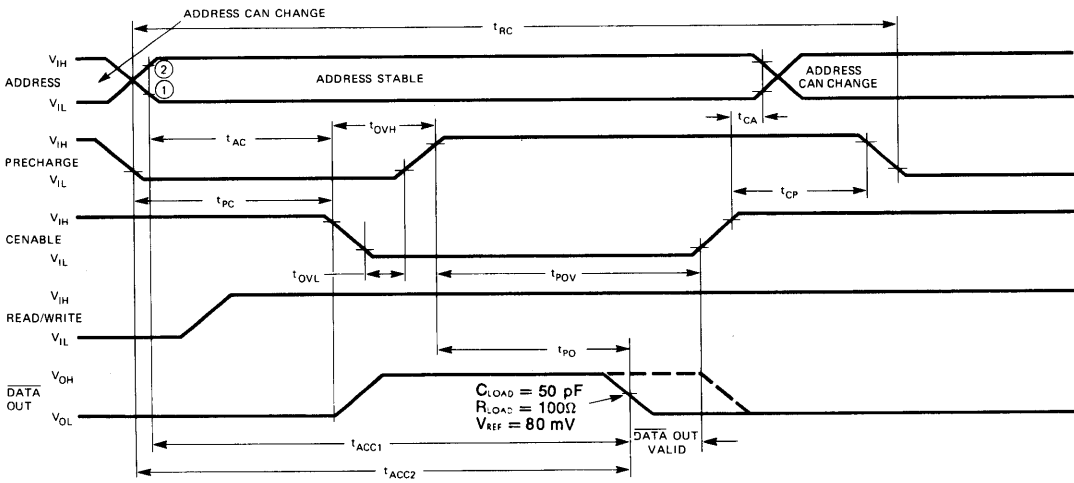 ADDRESS CAN CHANGE
tRC
VIH
ADDRESS
VIL
②
①
ADDRESS STABLE
ADDRESS
CAN CHANGE
tCA
tAC
tOVH
VIH
PRECHARGE
VIL
tPC
tCP
VIH
CENABLE
VIL
tOVL
tPOV
VIH
READ/WRITE
VIL
tPO
VOH
DATA
OUT
VOL
CLOAD = 50 pF
RLOAD = 100Ω
VREF = 80 mV
DATA OUT
VALID
tACC1
tACC2